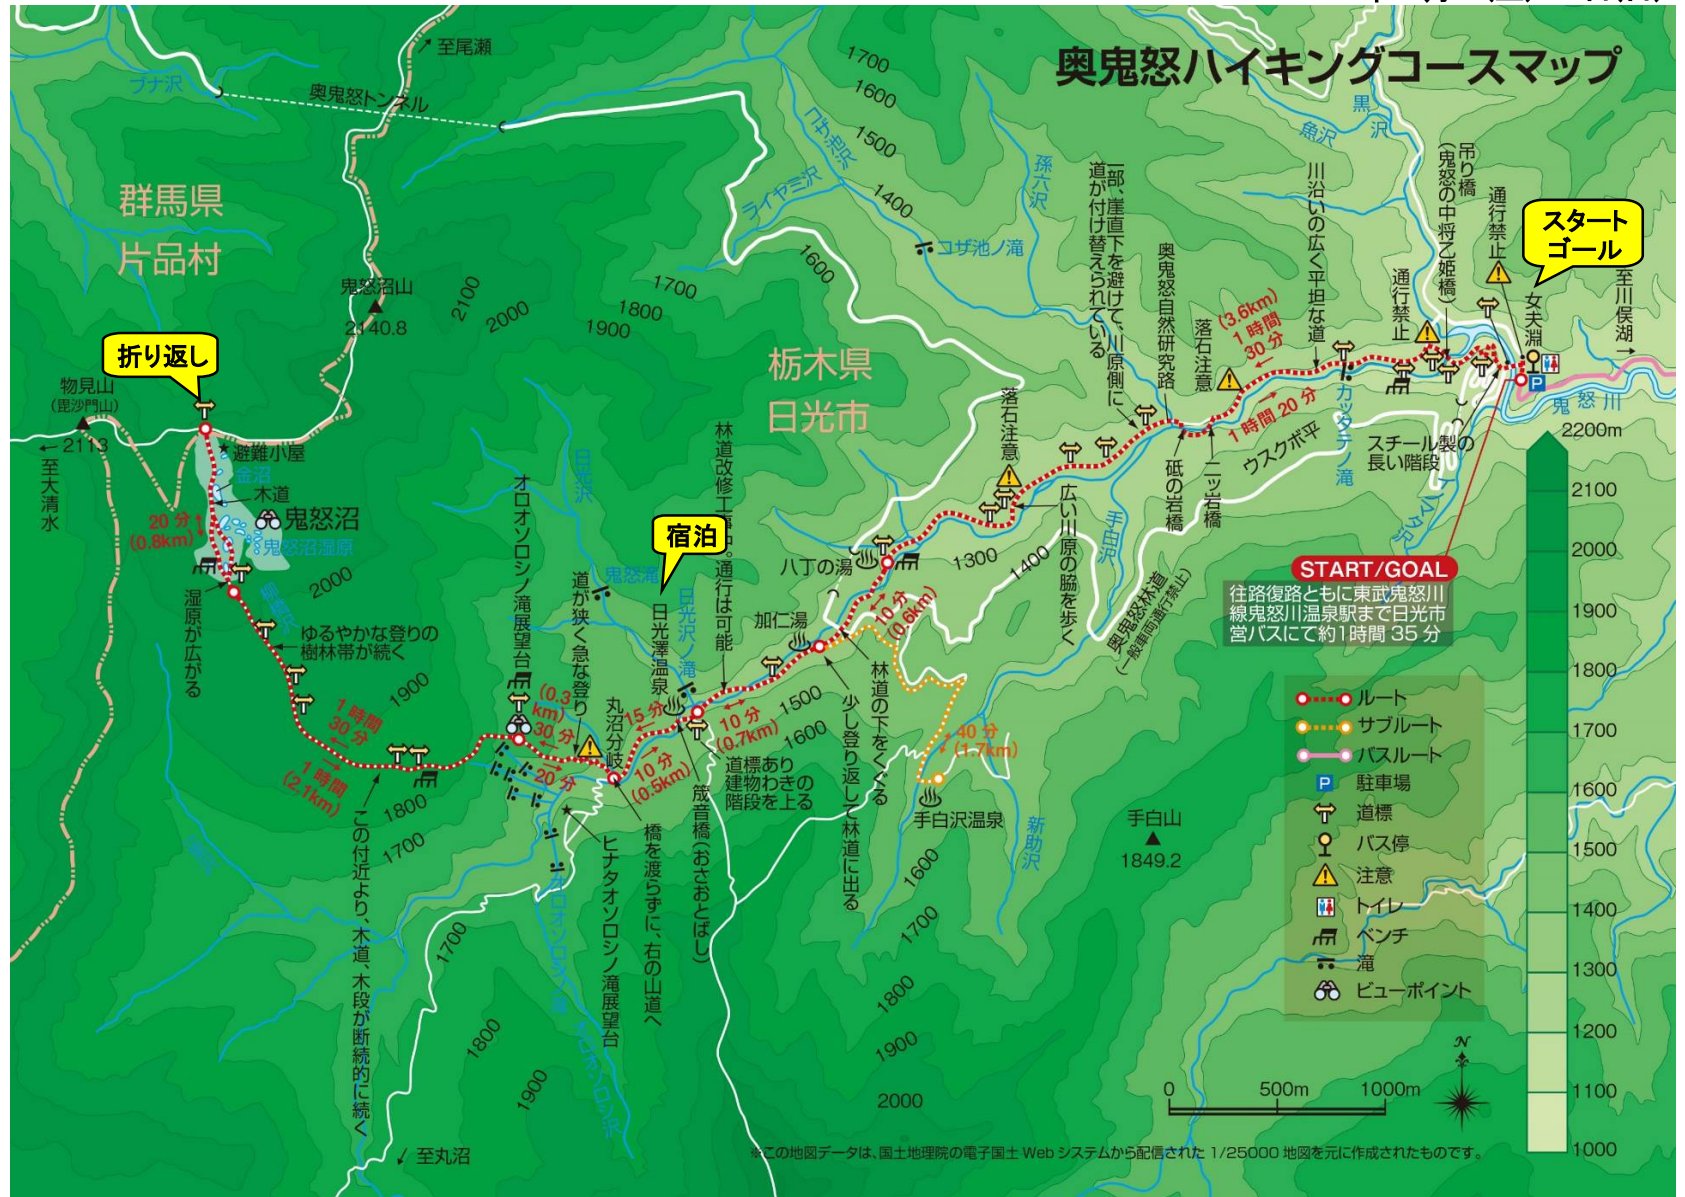 奥鬼怒ハイキングコースマップ
至尾瀬
ブナ沢
奥鬼怒トンネル
群馬県
片品村
鬼怒沼山
2140.8
折り返し
物見山
(毘沙門山)
2113
至大清水
避難小屋
金沼
木道
鬼怒沼
鬼怒沼湿原
20分
(0.8km)
湿原が広がる
ゆるやかな登りの
樹林帯が続く
1時間
30分
1時間
(2.1km)
この付近より、木道、木段が断続的に続く
至丸沼
オロオソロシノ滝展望台
道が狭く急な登り
(0.3
km)
30分
20分
丸沼分岐
15分
10分
(0.5km)
ヒナタオソロシノ滝展望台
オロオソロシノ滝
橋を渡らずに、右の山道へ
筬音橋(おさおとばし)
日光沢
鬼怒滝
宿泊
日光澤温泉
日光沢ノ滝
道標あり
建物わきの
階段を上る
10分
(0.7km)
加仁湯
八丁の湯
10分
(0.6km)
林道の下をくぐる
少し登り返して林道に出る
40分
(1.7km)
手白沢温泉
新助沢
手白山
1849.2
栃木県
日光市
コザ池沢
ライヤミ沢
コザ池ノ滝
孫六沢
落石注意
広い川原の脇を歩く
手白沢
奥鬼怒林道
(一般車両通行禁止)
一部、崖直下を避けて、川原側に
道が付け替えられている
奥鬼怒自然研究路
砥の岩橋
二ッ岩橋
落石注意
(3.6km)
1時間
30分
1時間20分
ウスクボ平
川沿いの広く平坦な道
カッタテノ滝
通行禁止
吊り橋
(鬼怒の中将乙姫橋)
通行禁止
魚沢
黒沢
スチール製の
長い階段
スタート
ゴール
女夫淵
至川俣湖
鬼怒川
START/GOAL
往路復路ともに東武鬼怒川
線鬼怒川温泉駅まで日光市
営バスにて約1時間35分
ルート
サブルート
バスルート
P 駐車場
道標
バス停
注意
トイレ
ベンチ
滝
ビューポイント
2200m
2100
2000
1900
1800
1700
1600
1500
1400
1300
1200
1100
1000
N
0 500m 1000m
※この地図データは、国土地理院の電子国土Webシステムから配信された1/25000地図を元に作成されたものです。